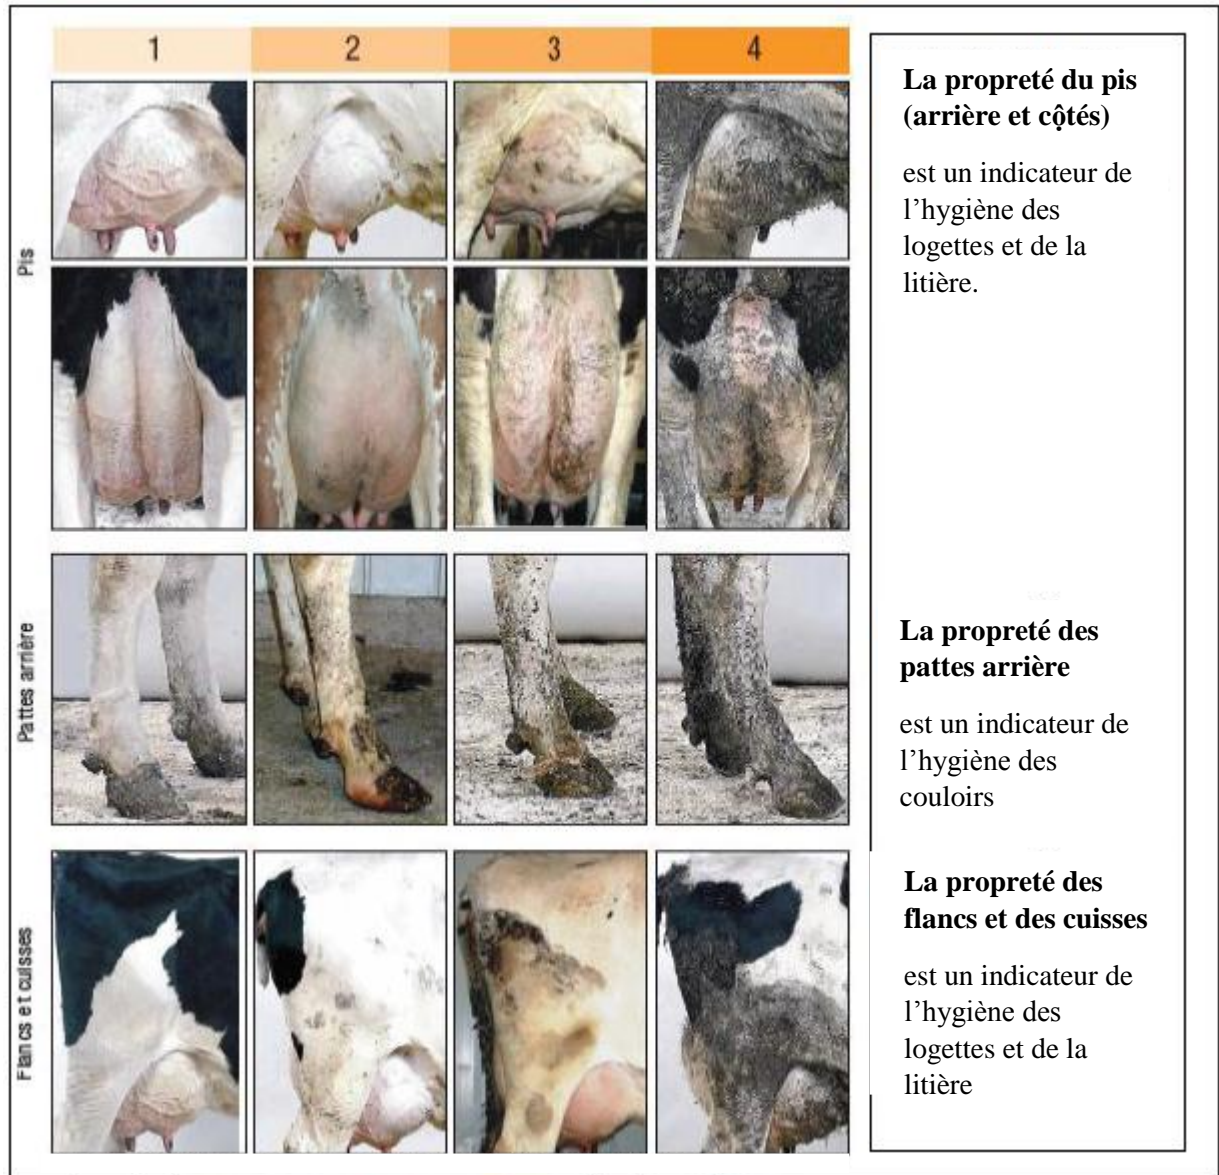 1 2 3 4
Pis
La propreté du pis
(arrière et côtés)
est un indicateur de
l’hygiène des
logettes et de la
litière.
Pattes arrière
La propreté des
pattes arrière
est un indicateur de
l’hygiène des
couloirs
Flancs et cuisses
La propreté des
flancs et des cuisses
est un indicateur de
l’hygiène des
logettes et de la
litière